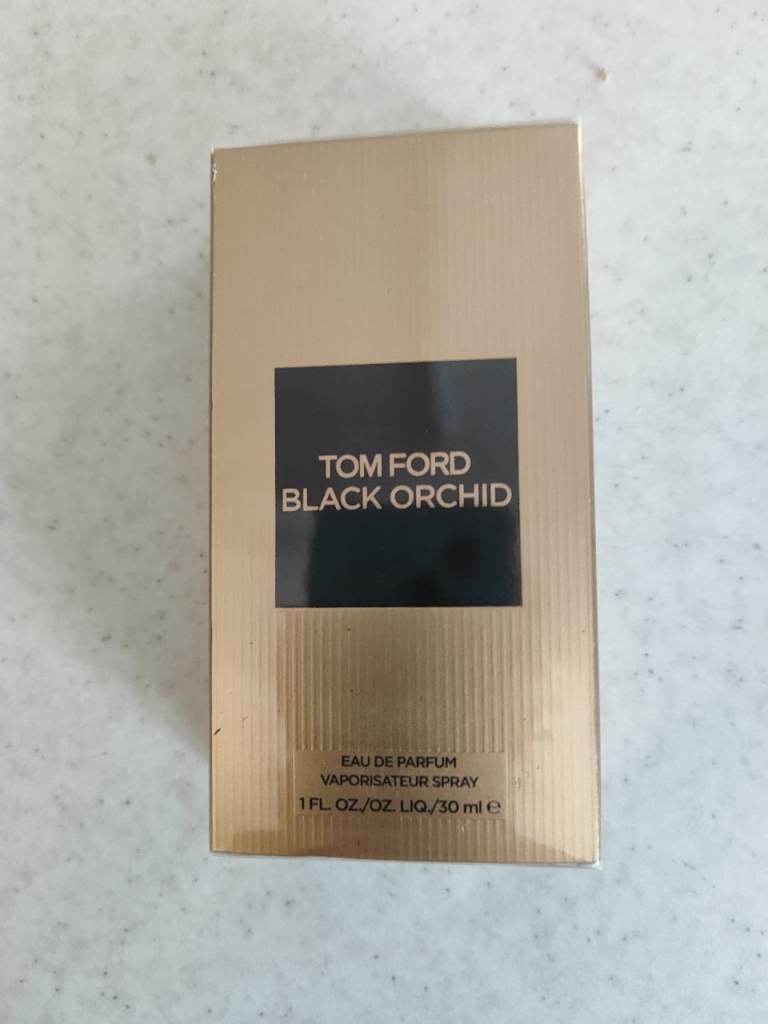 TOM FORD
BLACK ORCHID
EAU DE PARFUM
VAPORISATEUR SPRAY
1 FL. OZ./OZ. LIQ./30 ml ℮